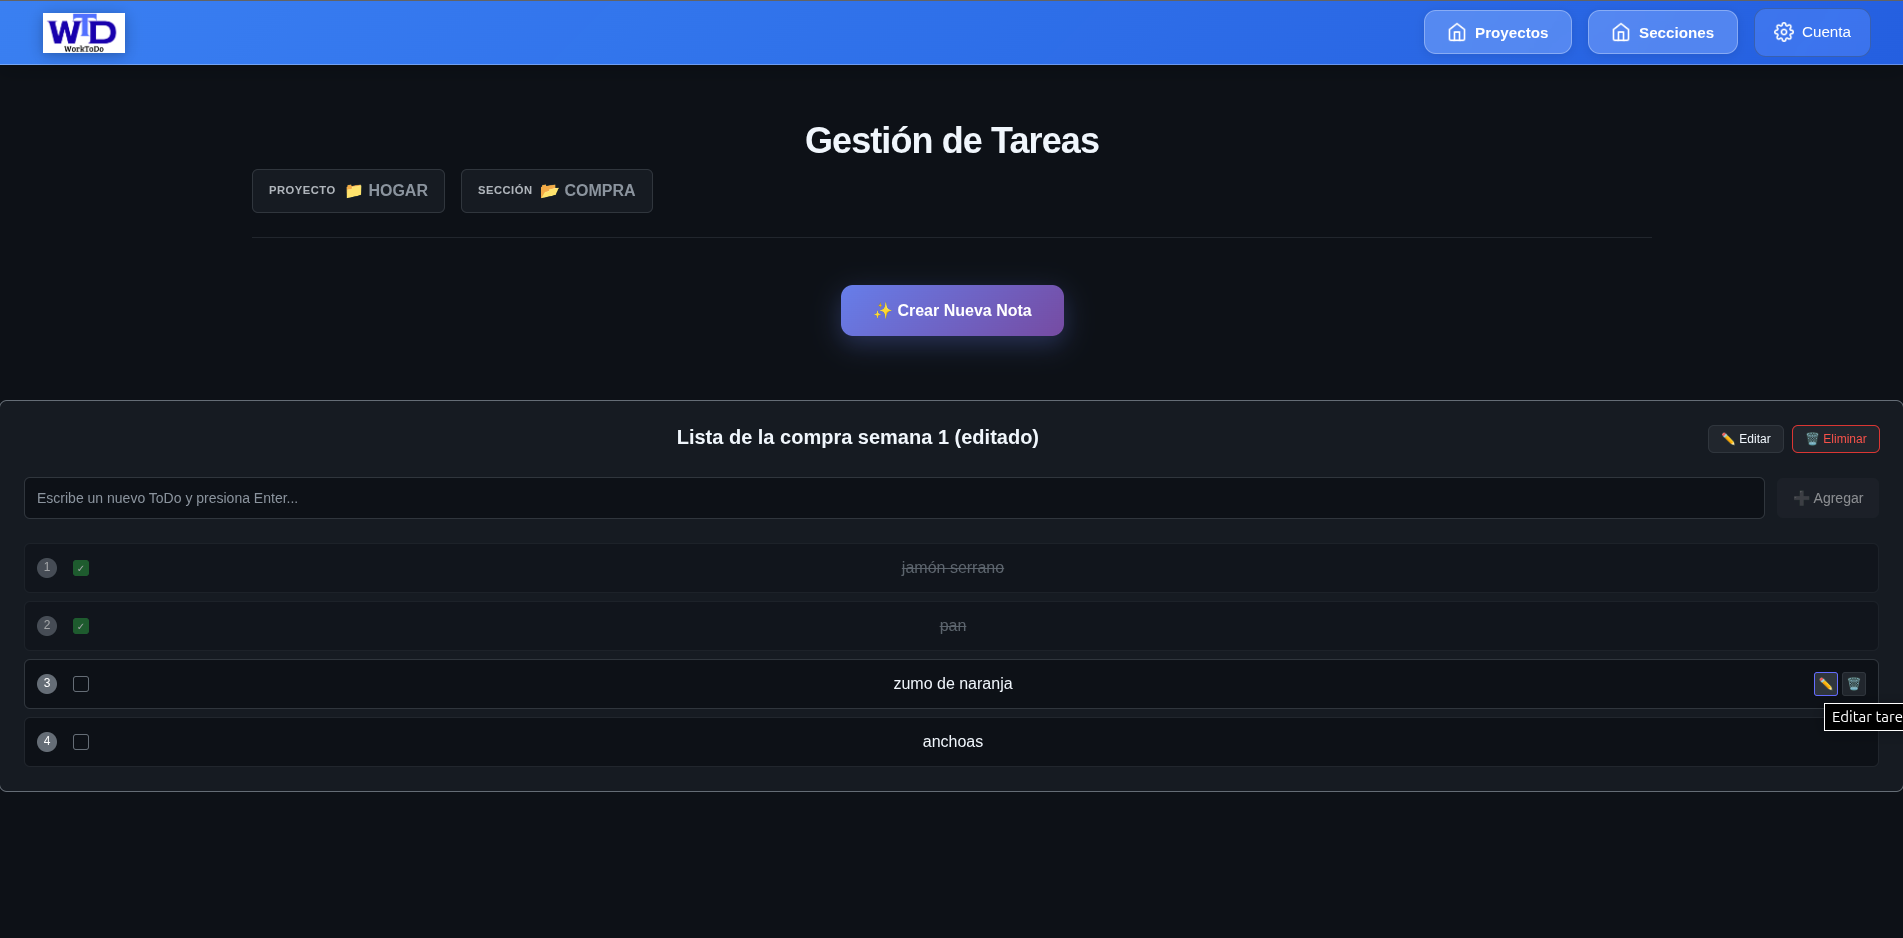 WTD
WorkToDo
Proyectos
Secciones
Cuenta
Gestión de Tareas
PROYECTO 📁 HOGAR
SECCIÓN 📂 COMPRA
✨ Crear Nueva Nota
Lista de la compra semana 1 (editado)
✏️ Editar
🗑️ Eliminar
Escribe un nuevo ToDo y presiona Enter...
➕ Agregar
1 ✓ jamón serrano
2 ✓ pan
3 zumo de naranja ✏️ 🗑️
Editar tare
4 anchoas